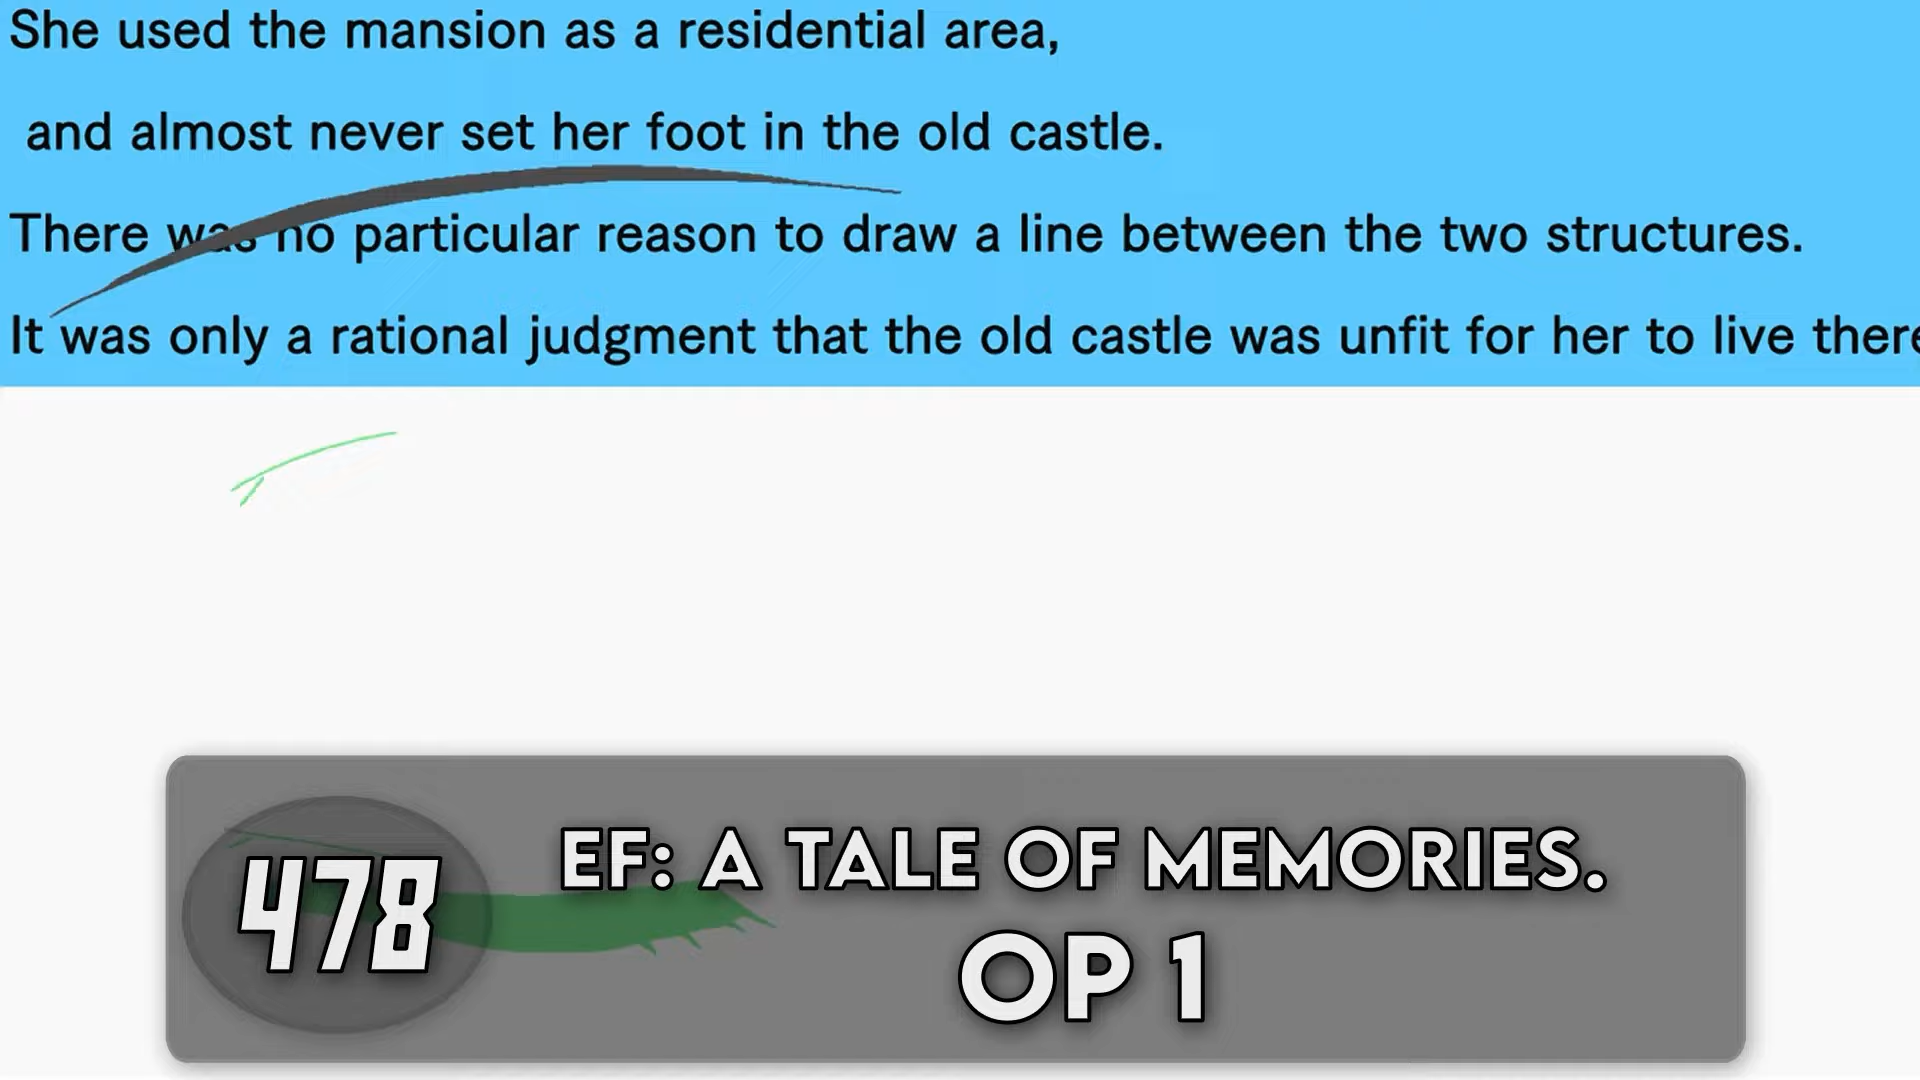 She used the mansion as a residential area,
and almost never set her foot in the old castle.
There was no particular reason to draw a line between the two structures.
It was only a rational judgment that the old castle was unfit for her to live there
478
EF: A TALE OF MEMORIES.
OP 1